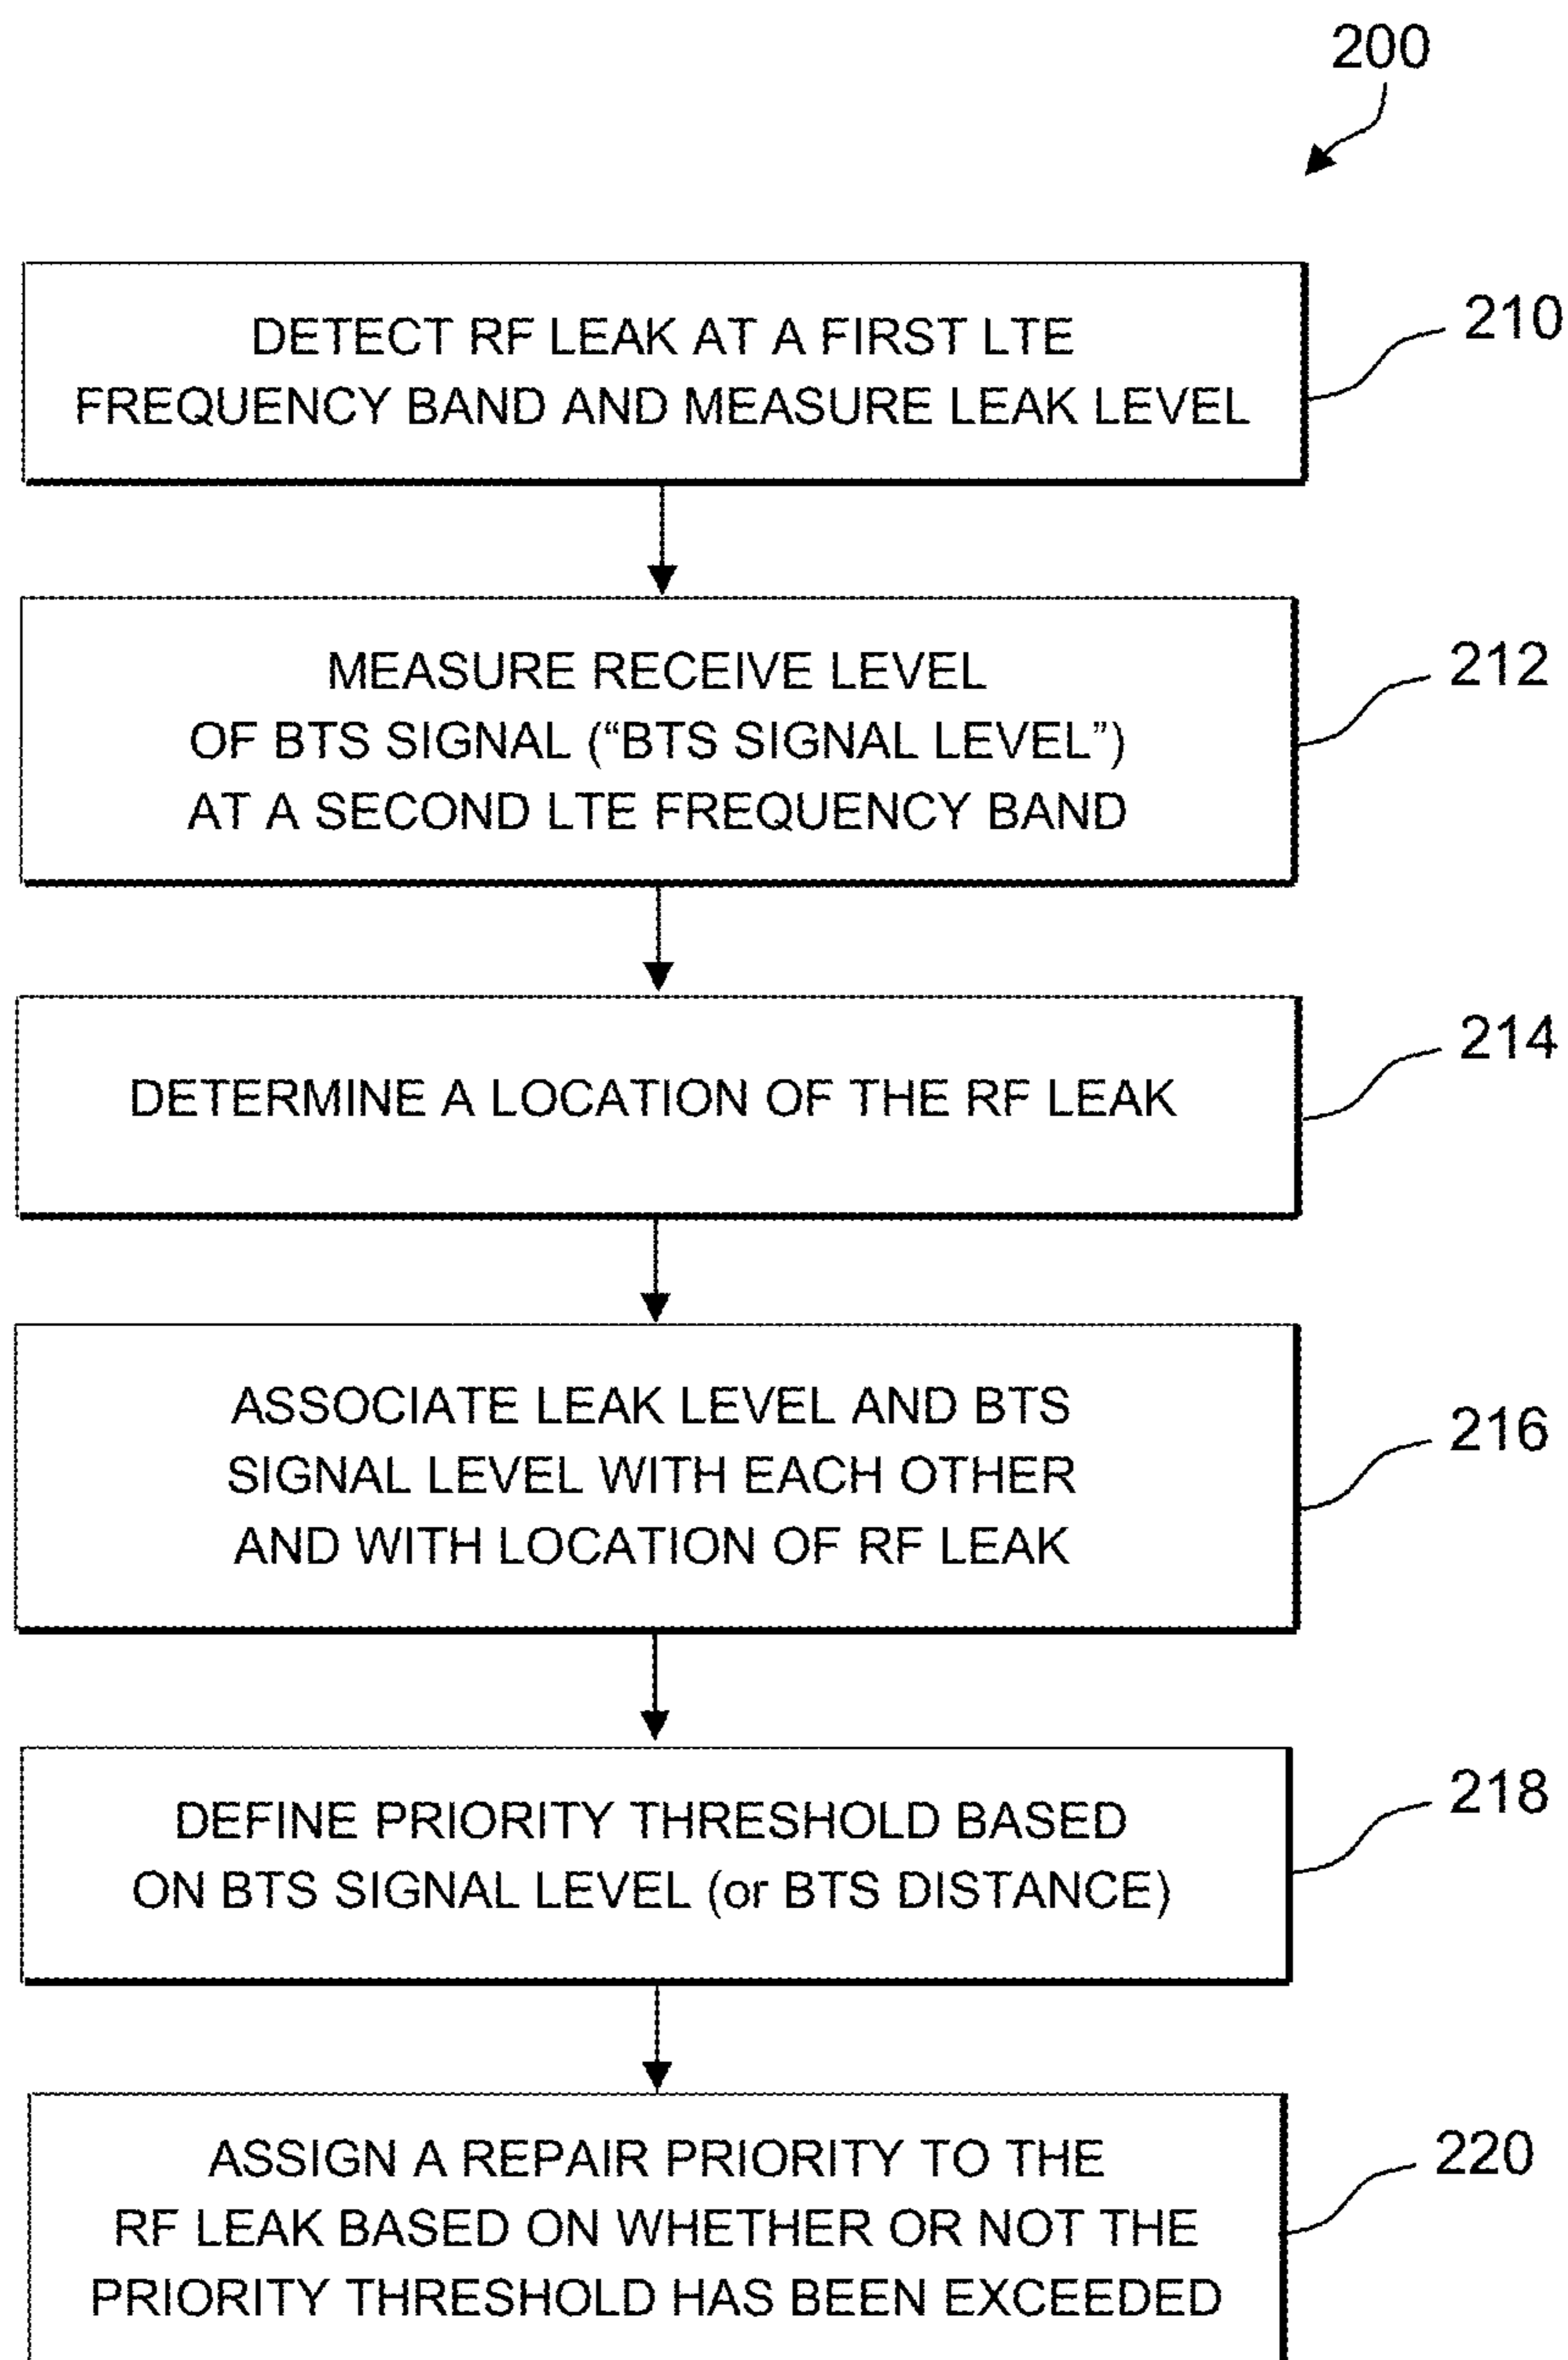 200
DETECT RF LEAK AT A FIRST LTE
FREQUENCY BAND AND MEASURE LEAK LEVEL
210
MEASURE RECEIVE LEVEL
OF BTS SIGNAL (“BTS SIGNAL LEVEL”)
AT A SECOND LTE FREQUENCY BAND
212
DETERMINE A LOCATION OF THE RF LEAK
214
ASSOCIATE LEAK LEVEL AND BTS
SIGNAL LEVEL WITH EACH OTHER
AND WITH LOCATION OF RF LEAK
216
DEFINE PRIORITY THRESHOLD BASED
ON BTS SIGNAL LEVEL (or BTS DISTANCE)
218
ASSIGN A REPAIR PRIORITY TO THE
RF LEAK BASED ON WHETHER OR NOT THE
PRIORITY THRESHOLD HAS BEEN EXCEEDED
220